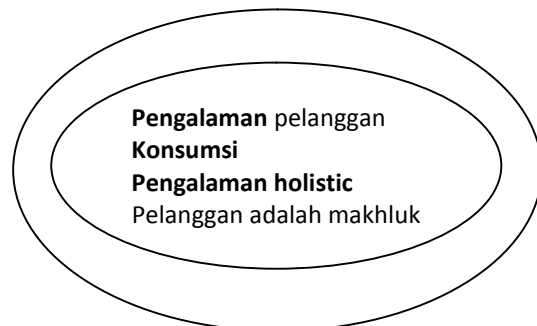 Pengalaman pelanggan
Konsumsi
Pengalaman holistic
Pelanggan adalah makhluk